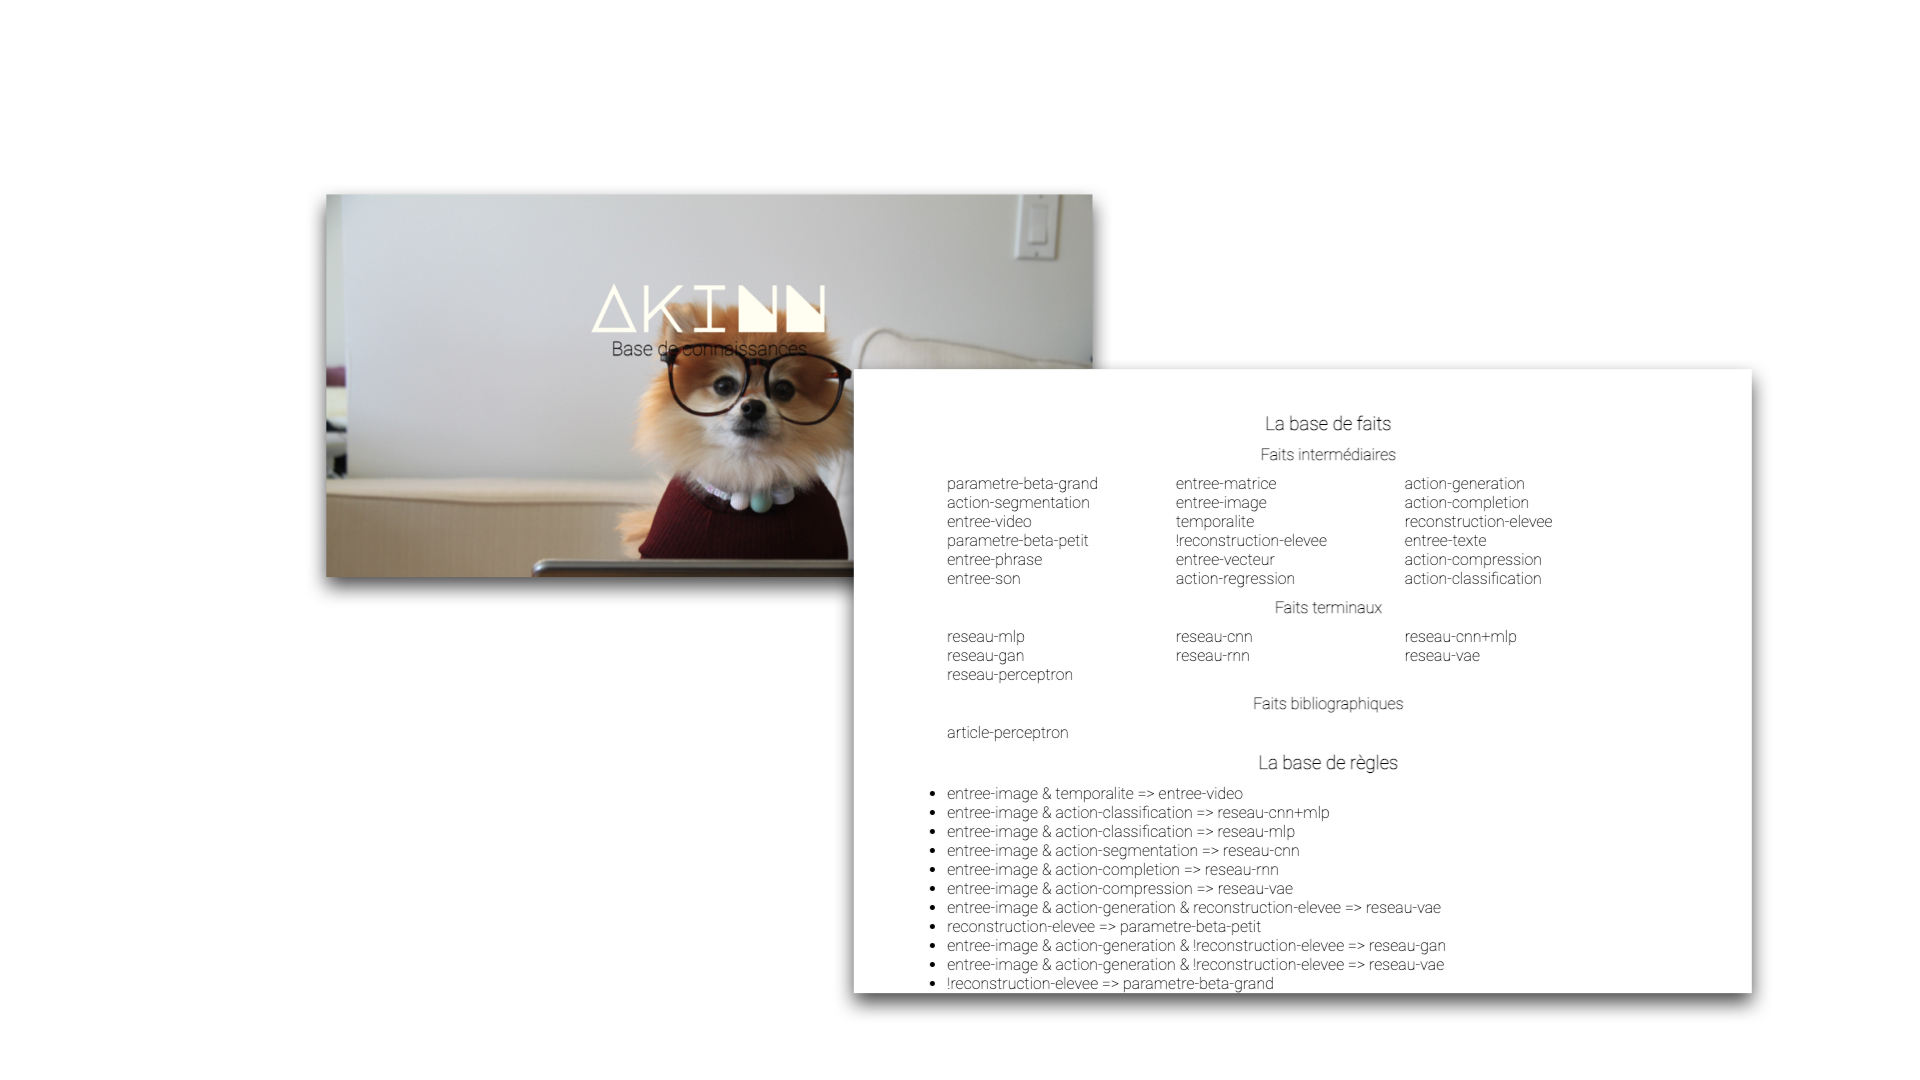 AKINN
Base de connaissances
La base de faits
Faits intermédiaires
parametre-beta-grand entree-matrice action-generation
action-segmentation entree-image action-completion
entree-video temporalite reconstruction-elevee
parametre-beta-petit !reconstruction-elevee entree-texte
entree-phrase entree-vecteur action-compression
entree-son action-regression action-classification
Faits terminaux
reseau-mlp reseau-cnn reseau-cnn+mlp
reseau-gan reseau-rnn reseau-vae
reseau-perceptron
Faits bibliographiques
article-perceptron
La base de règles
• entree-image & temporalite => entree-video
• entree-image & action-classification => reseau-cnn+mlp
• entree-image & action-classification => reseau-mlp
• entree-image & action-segmentation => reseau-cnn
• entree-image & action-completion => reseau-rnn
• entree-image & action-compression => reseau-vae
• entree-image & action-generation & reconstruction-elevee => reseau-vae
• reconstruction-elevee => parametre-beta-petit
• entree-image & action-generation & !reconstruction-elevee => reseau-gan
• entree-image & action-generation & !reconstruction-elevee => reseau-vae
• !reconstruction-elevee => parametre-beta-grand